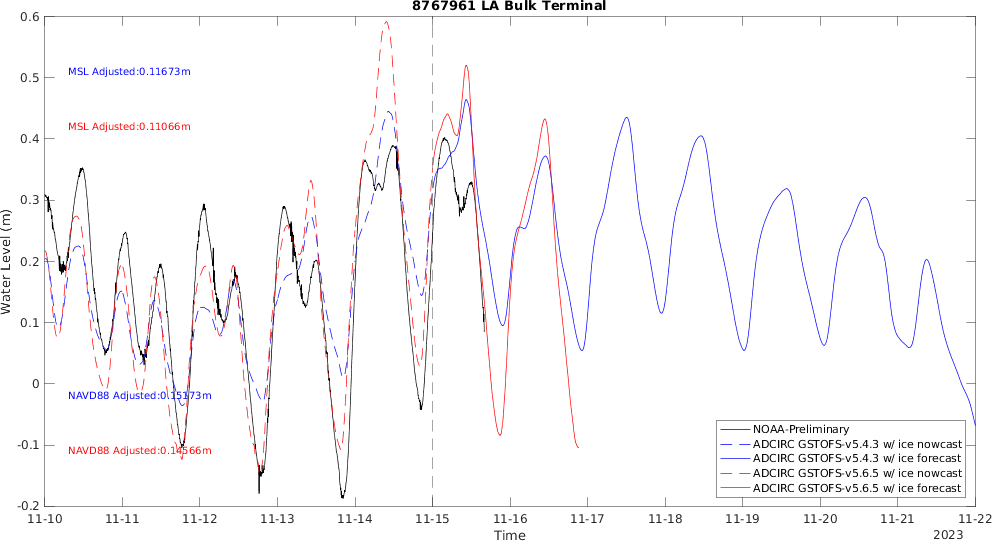 8767961 LA Bulk Terminal
0.6
0.5
0.4
0.3
0.2
0.1
0
-0.1
-0.2
Water Level (m)
MSL Adjusted:0.11673m
MSL Adjusted:0.11066m
NAVD88 Adjusted:0.15173m
NAVD88 Adjusted:0.14566m
NOAA-Preliminary
ADCIRC GSTOFS-v5.4.3 w/ ice nowcast
ADCIRC GSTOFS-v5.4.3 w/ ice forecast
ADCIRC GSTOFS-v5.6.5 w/ ice nowcast
ADCIRC GSTOFS-v5.6.5 w/ ice forecast
11-10 11-11 11-12 11-13 11-14 11-15 11-16 11-17 11-18 11-19 11-20 11-21 11-22
Time
2023